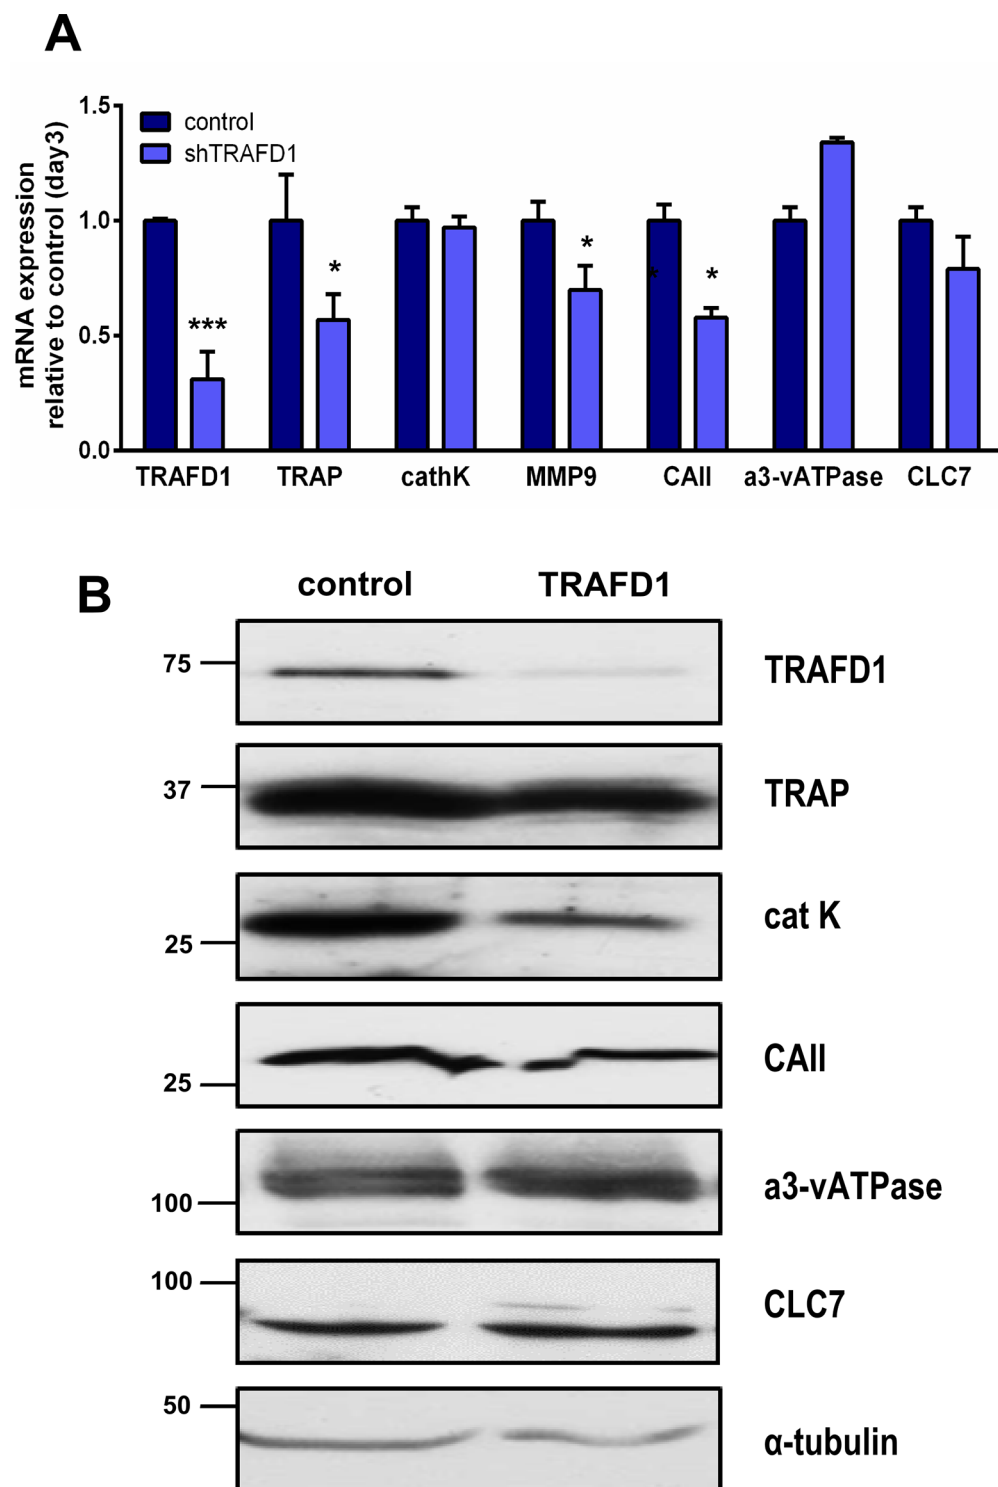 A
mRNA expression
relative to control (day3)
1.5
1.0
0.5
0.0
control
shTRAFD1
***
*
*
*
*
TRAFD1 TRAP cathK MMP9 CAII a3-vATPase CLC7
B
control TRAFD1
75 TRAFD1
37 TRAP
25 cat K
25 CAII
100 a3-vATPase
100 CLC7
50 α-tubulin